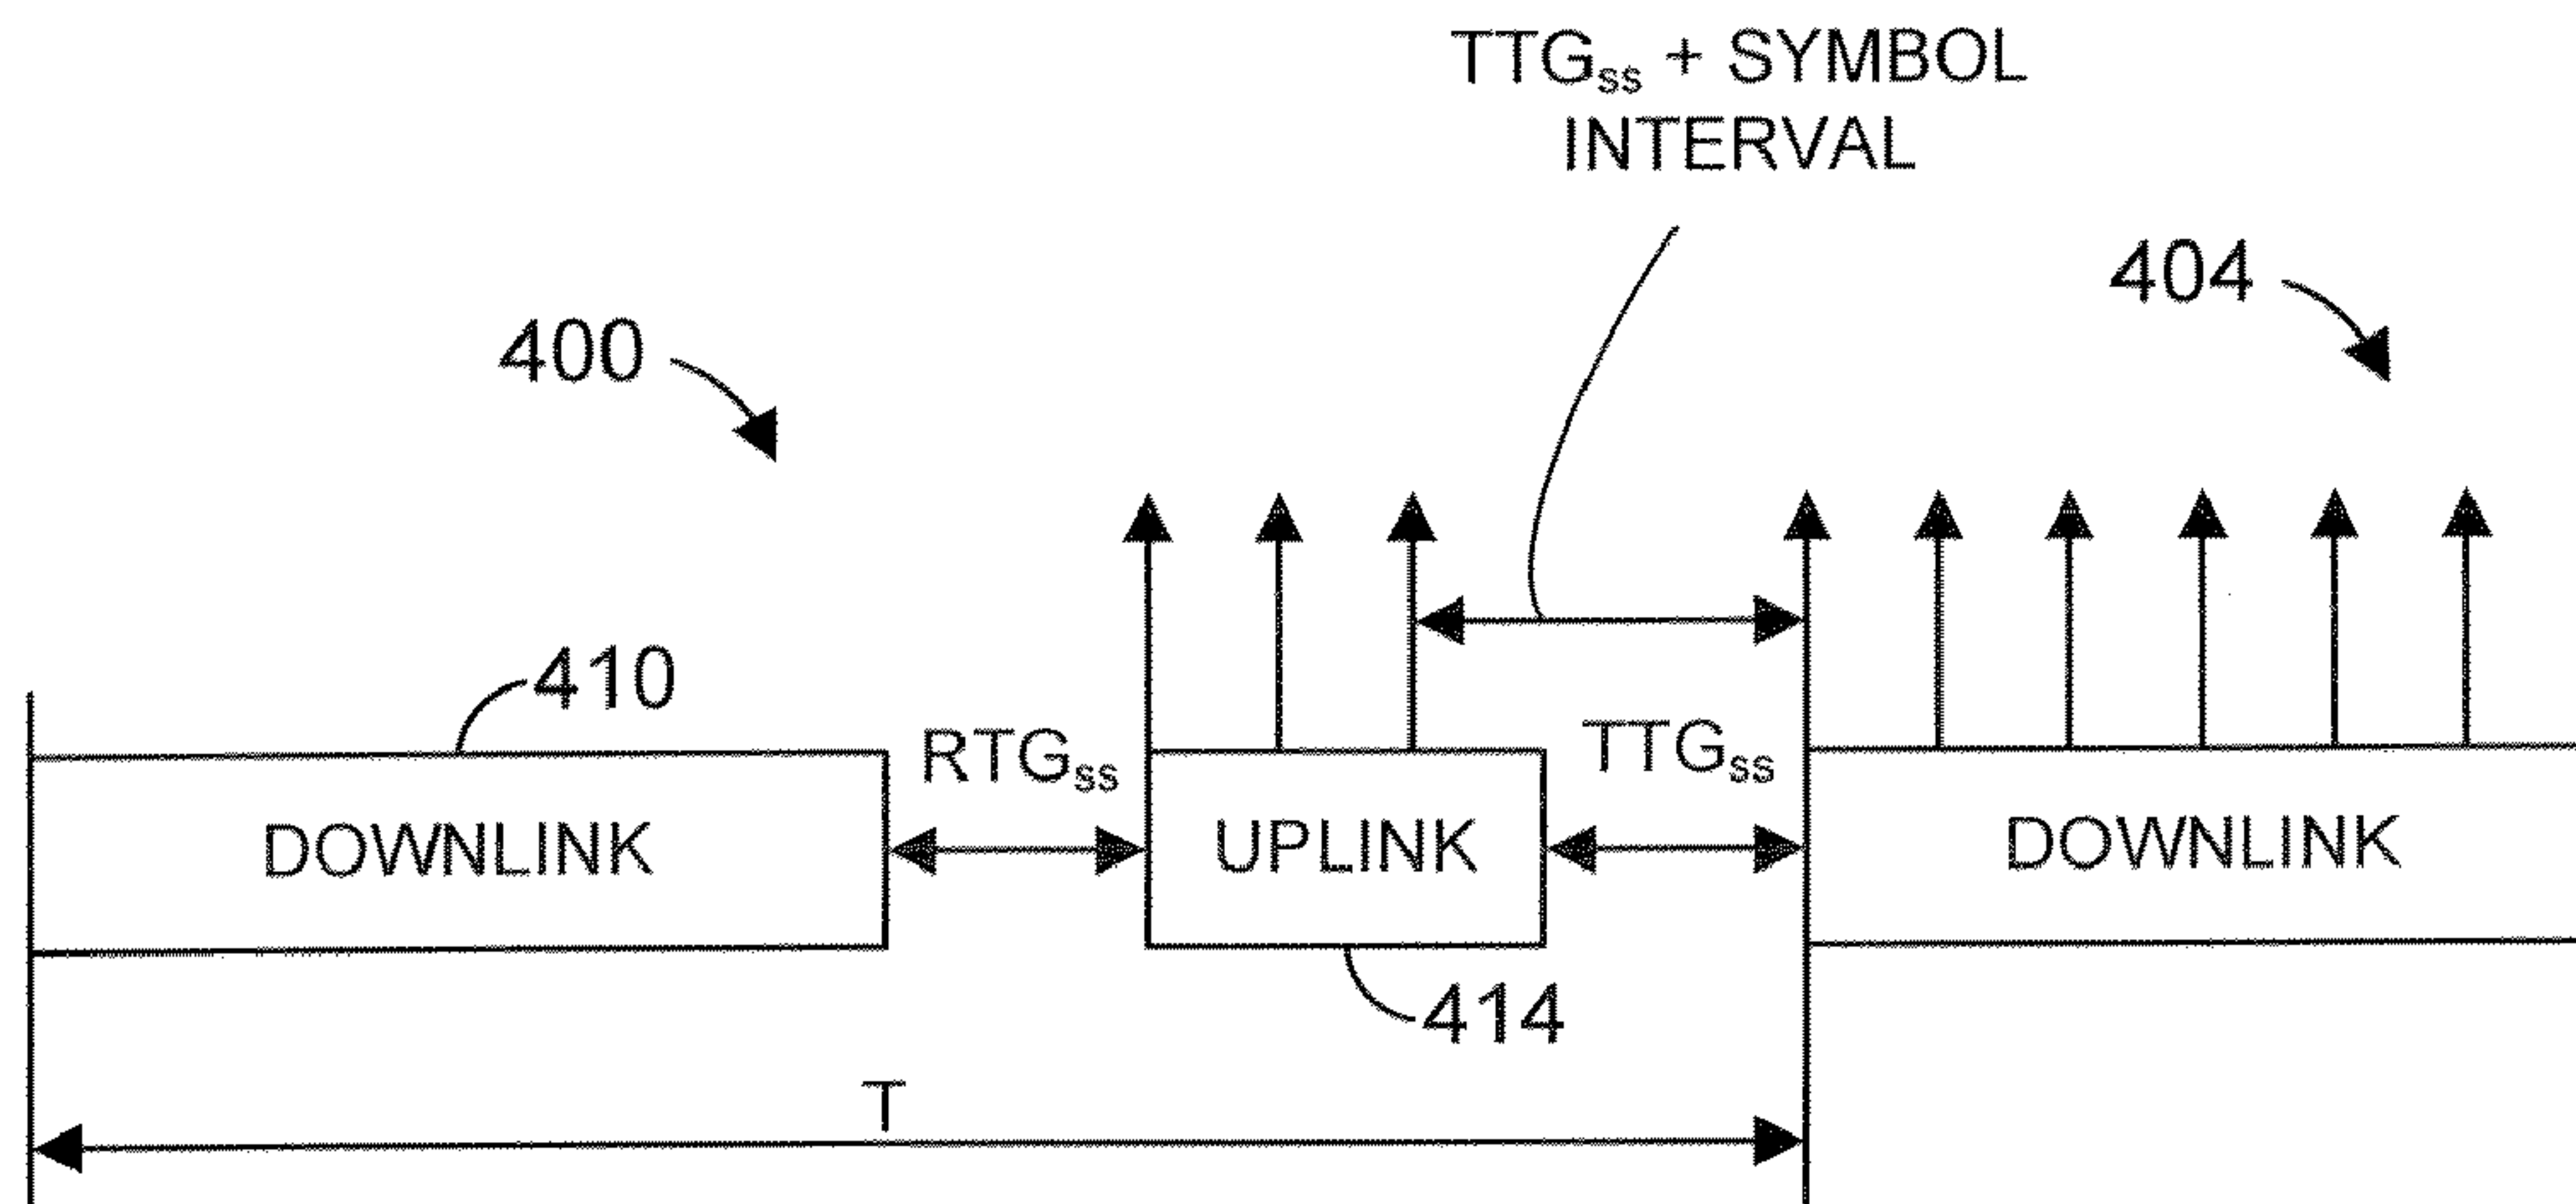 TTGss + SYMBOL
INTERVAL
404
400
410
RTGss
TTGss
DOWNLINK
UPLINK
DOWNLINK
414
T